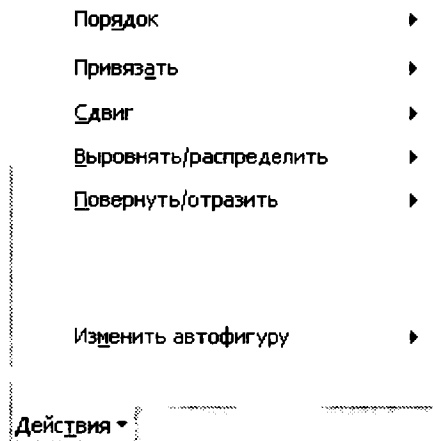 Порядок
Привязать
Сдвиг
Выровнять/распределить
Повернуть/отразить
Изменить автофигуру
Действия